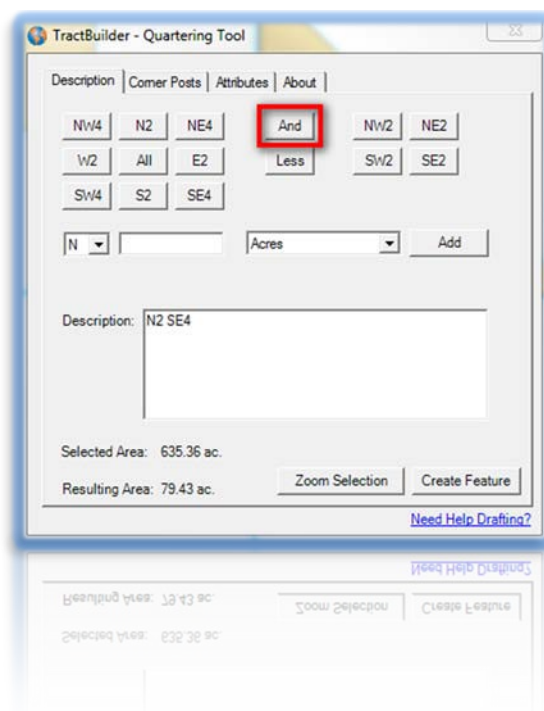 TractBuilder - Quartering Tool
Description Corner Posts Attributes About
NW4 N2 NE4 And NW2 NE2
W2 All E2 Less SW2 SE2
SW4 S2 SE4
N Acres Add
Description: N2 SE4
Selected Area: 635.36 ac.
Resulting Area: 79.43 ac. Zoom Selection Create Feature
Need Help Drafting?